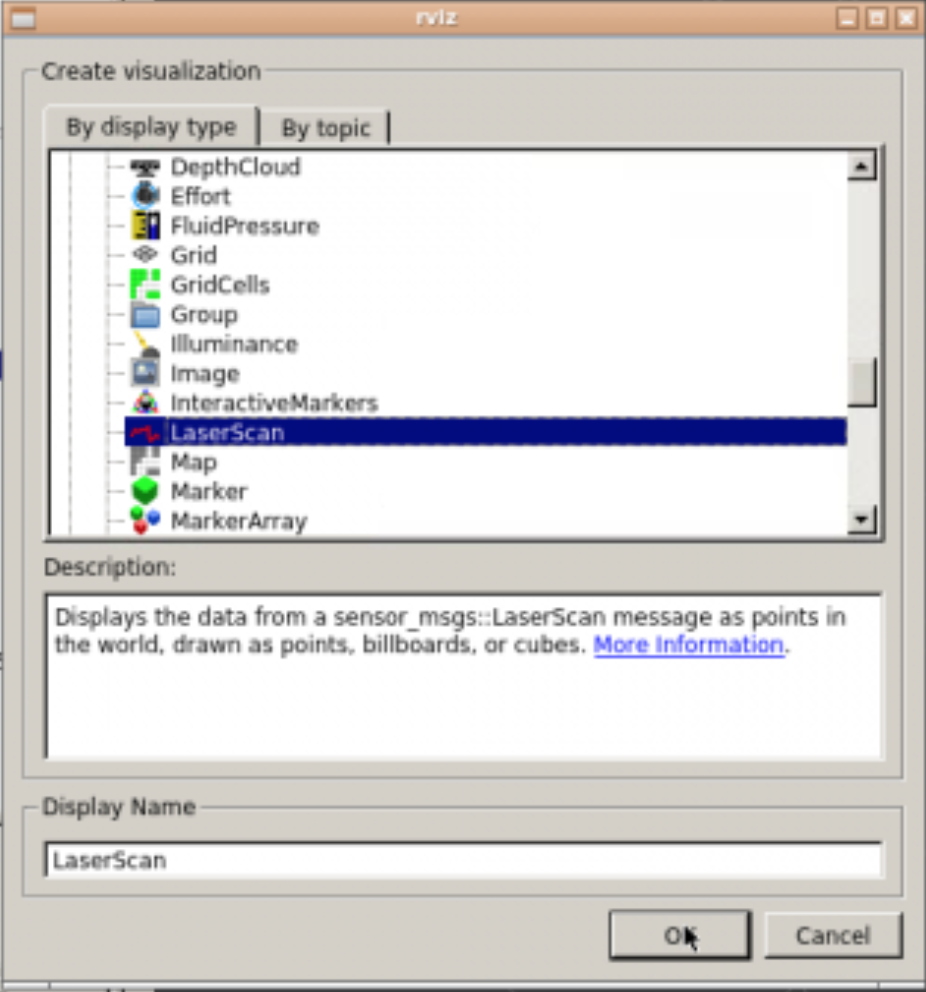 rviz
Create visualization
By display type
By topic
DepthCloud
Effort
FluidPressure
Grid
GridCells
Group
Illuminance
Image
InteractiveMarkers
LaserScan
Map
Marker
MarkerArray
Description:
Displays the data from a sensor_msgs::LaserScan message as points in
the world, drawn as points, billboards, or cubes. More Information.
Display Name
LaserScan
OK
Cancel